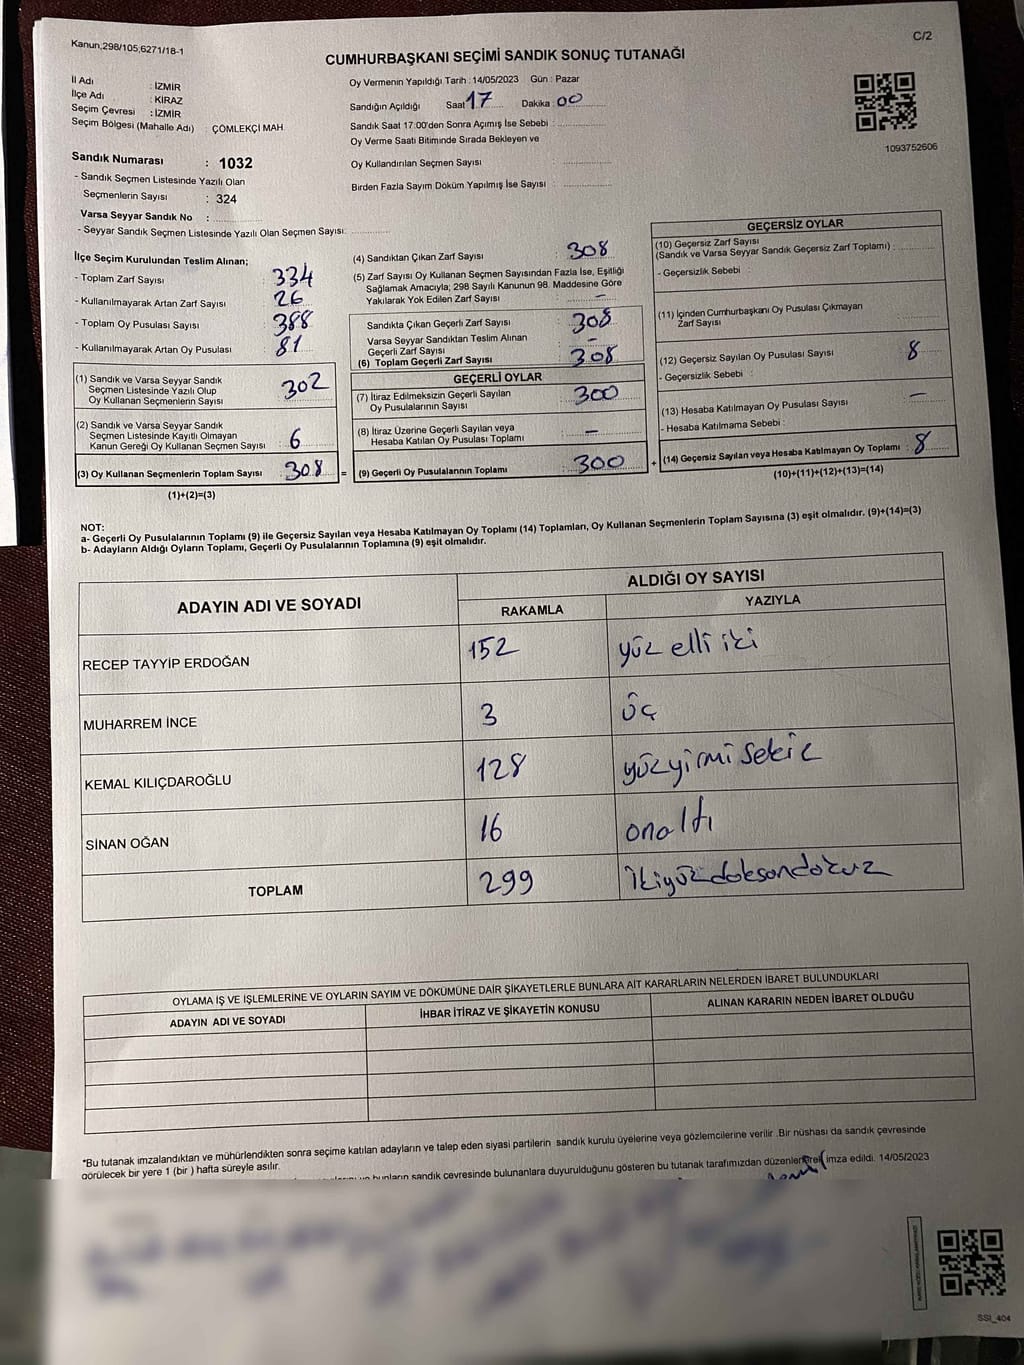 Kanun;298/105;6271/18-1
C/2
CUMHURBAŞKANI SEÇİMİ SANDIK SONUÇ TUTANAĞI
İl Adı : İZMİR
İlçe Adı : KİRAZ
Seçim Çevresi : İZMİR
Seçim Bölgesi (Mahalle Adı) ÇÖMLEKÇİ MAH
Sandık Numarası : 1032
- Sandık Seçmen Listesinde Yazılı Olan
Seçmenlerin Sayısı : 324
Varsa Seyyar Sandık No :
- Seyyar Sandık Seçmen Listesinde Yazılı Olan Seçmen Sayısı:
Oy Vermenin Yapıldığı Tarih : 14/05/2023 Gün : Pazar
Sandığın Açıldığı Saat 17 Dakika 00
Sandık Saat 17:00'den Sonra Açımış İse Sebebi :
Oy Verme Saati Bitiminde Sırada Bekleyen ve
Oy Kullandırılan Seçmen Sayısı
Birden Fazla Sayım Döküm Yapılmış İse Sayısı :
1093752606
İlçe Seçim Kurulundan Teslim Alınan;
- Toplam Zarf Sayısı : 334
- Kullanılmayarak Artan Zarf Sayısı : 26
- Toplam Oy Pusulası Sayısı : 388
- Kullanılmayarak Artan Oy Pusulası : 81
(1) Sandık ve Varsa Seyyar Sandık
Seçmen Listesinde Yazılı Olup
Oy Kullanan Seçmenlerin Sayısı : 302
(2) Sandık ve Varsa Seyyar Sandık
Seçmen Listesinde Kayıtlı Olmayan
Kanun Gereği Oy Kullanan Seçmen Sayısı : 6
(3) Oy Kullanan Seçmenlerin Toplam Sayısı : 308 =
(1)+(2)=(3)
(4) Sandıktan Çıkan Zarf Sayısı : 308
(5) Zarf Sayısı Oy Kullanan Seçmen Sayısından Fazla İse, Eşitliği
Sağlamak Amacıyla; 298 Sayılı Kanunun 98. Maddesine Göre
Yakılarak Yok Edilen Zarf Sayısı : -
Sandıkta Çıkan Geçerli Zarf Sayısı : 308
Varsa Seyyar Sandıktan Teslim Alınan
Geçerli Zarf Sayısı : -
(6) Toplam Geçerli Zarf Sayısı : 308
GEÇERLİ OYLAR
(7) İtiraz Edilmeksizin Geçerli Sayılan
Oy Pusulalarının Sayısı : 300
(8) İtiraz Üzerine Geçerli Sayılan veya
Hesaba Katılan Oy Pusulası Toplamı : -
(9) Geçerli Oy Pusulalarının Toplamı : 300 +
GEÇERSİZ OYLAR
(10) Geçersiz Zarf Sayısı
(Sandık ve Varsa Seyyar Sandık Geçersiz Zarf Toplamı) :
- Geçersizlik Sebebi :
(11) İçinden Cumhurbaşkanı Oy Pusulası Çıkmayan
Zarf Sayısı
(12) Geçersiz Sayılan Oy Pusulası Sayısı : 8
- Geçersizlik Sebebi :
(13) Hesaba Katılmayan Oy Pusulası Sayısı : -
- Hesaba Katılmama Sebebi :
(14) Geçersiz Sayılan veya Hesaba Katılmayan Oy Toplamı : 8
(10)+(11)+(12)+(13)=(14)
NOT:
a- Geçerli Oy Pusulalarının Toplamı (9) ile Geçersiz Sayılan veya Hesaba Katılmayan Oy Toplamı (14) Toplamları, Oy Kullanan Seçmenlerin Toplam Sayısına (3) eşit olmalıdır. (9)+(14)=(3)
b- Adayların Aldığı Oyların Toplamı, Geçerli Oy Pusulalarının Toplamına (9) eşit olmalıdır.
ADAYIN ADI VE SOYADI
ALDIĞI OY SAYISI
RAKAMLA YAZIYLA
RECEP TAYYİP ERDOĞAN 152 yüz elli iki
MUHARREM İNCE 3 üç
KEMAL KILIÇDAROĞLU 128 yüzyirmi sekiz
SİNAN OĞAN 16 onaltı
TOPLAM 299 ikiyüzdoksandokuz
OYLAMA İŞ VE İŞLEMLERİNE VE OYLARIN SAYIM VE DÖKÜMÜNE DAİR ŞİKAYETLERLE BUNLARA AİT KARARLARIN NELERDEN İBARET BULUNDUKLARI
ADAYIN ADI VE SOYADI
İHBAR İTİRAZ VE ŞİKAYETİN KONUSU
ALINAN KARARIN NEDEN İBARET OLDUĞU
*Bu tutanak imzalandıktan ve mühürlendikten sonra seçime katılan adayların ve talep eden siyasi partilerin sandık kurulu üyelerine veya gözlemcilerine verilir .Bir nüshası da sandık çevresinde
görülecek bir yere 1 (bir ) hafta süreyle asılır.
bunların sandık çevresinde bulunanlara duyurulduğunu gösteren bu tutanak tarafımızdan düzenlenerek imza edildi. 14/05/2023
SSI_404